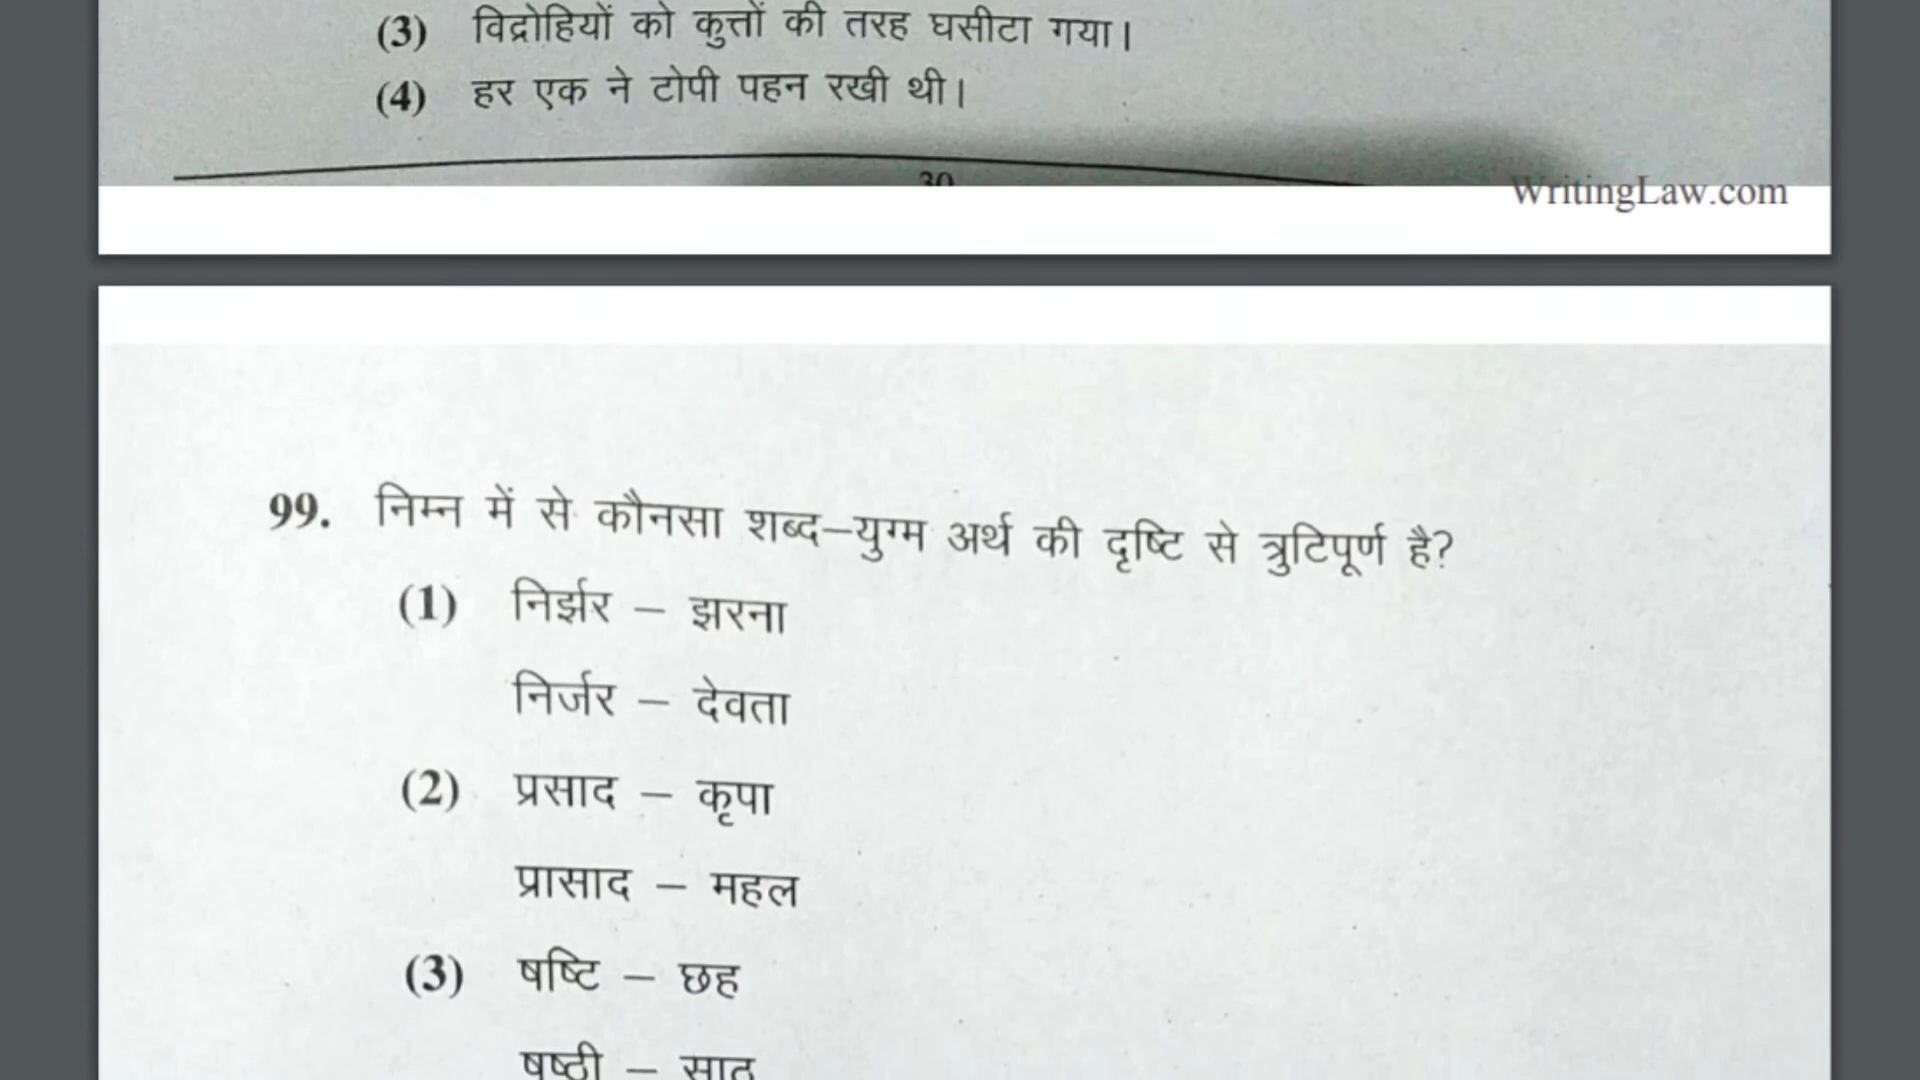 (3) विद्रोहियों को कुत्तों की तरह घसीटा गया।
(4) हर एक ने टोपी पहन रखी थी।
30
WritingLaw.com
99. निम्न में से कौनसा शब्द–युग्म अर्थ की दृष्टि से त्रुटिपूर्ण है?
(1) निर्झर – झरना
निर्जर – देवता
(2) प्रसाद – कृपा
प्रासाद – महल
(3) षष्टि – छह
षष्ठी – साठ